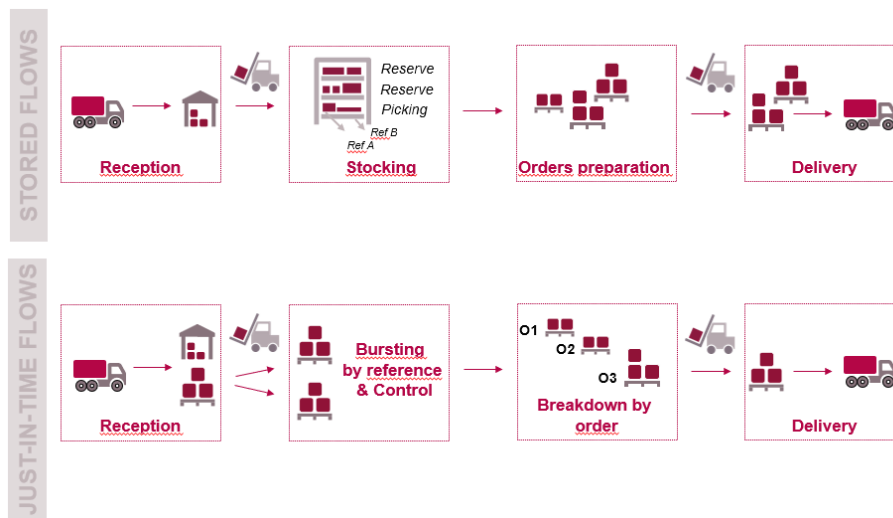 STORED FLOWS
Reserve
Reserve
Picking
Ref B
Ref A
Reception
Stocking
Orders preparation
Delivery
JUST-IN-TIME FLOWS
O1
O2
O3
Bursting
by reference
& Control
Reception
Breakdown by
order
Delivery